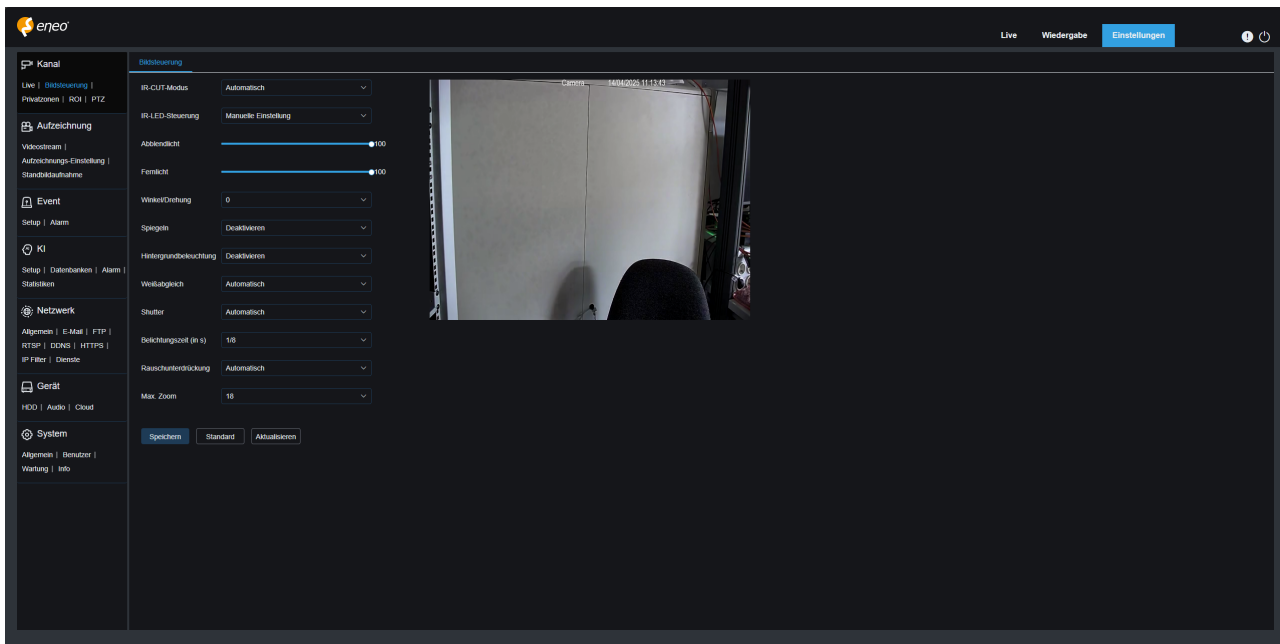 eneo
Live Wiedergabe Einstellungen
Kanal
Live | Bildsteuerung |
Privatzonen | ROI | PTZ
Aufzeichnung
Videostream |
Aufzeichnungs-Einstellung |
Standbildaufnahme
Event
Setup | Alarm
KI
Setup | Datenbanken | Alarm |
Statistiken
Netzwerk
Allgemein | E-Mail | FTP |
RTSP | DDNS | HTTPS |
IP Filter | Dienste
Gerät
HDD | Audio | Cloud
System
Allgemein | Benutzer |
Wartung | Info
Bildsteuerung
IR-CUT-Modus Automatisch
IR-LED-Steuerung Manuelle Einstellung
Abblendlicht 100
Fernlicht 100
Winkel/Drehung 0
Spiegeln Deaktivieren
Hintergrundbeleuchtung Deaktivieren
Weißabgleich Automatisch
Shutter Automatisch
Belichtungszeit (in s) 1/8
Rauschunterdrückung Automatisch
Max. Zoom 18
Speichern Standard Aktualisieren
Camera 14/04/2025 11:13:43